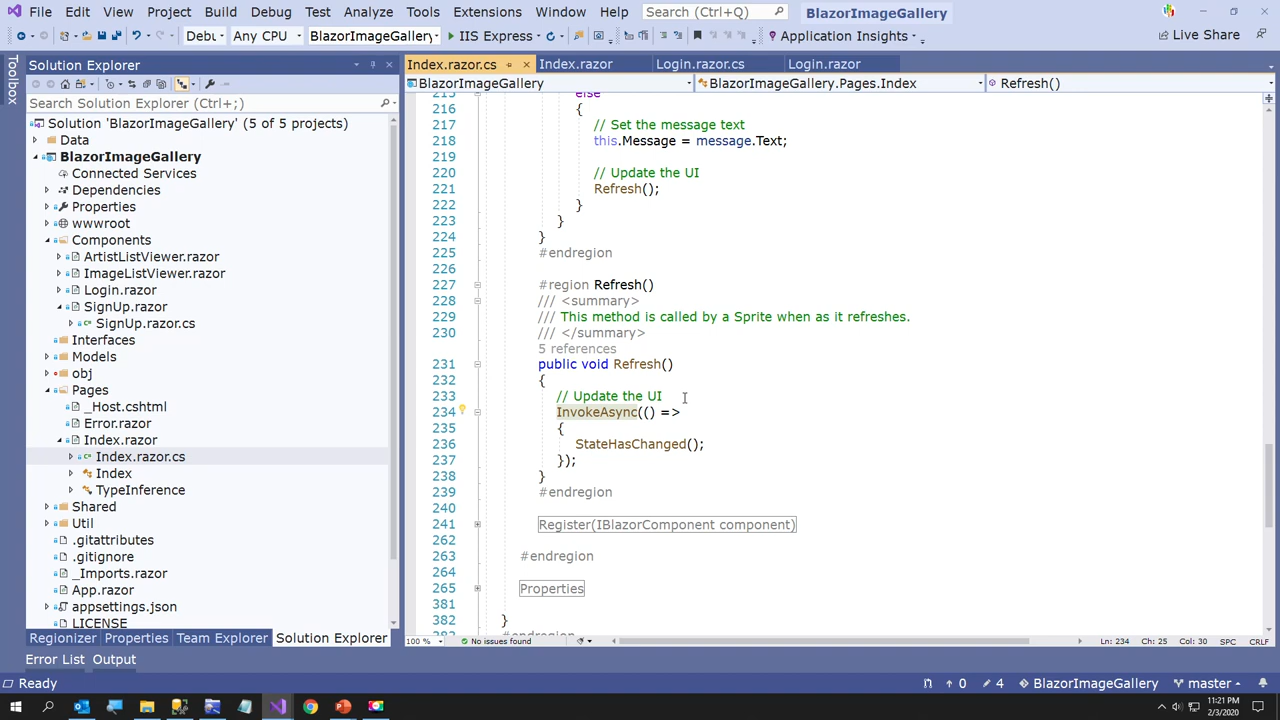 File Edit View Project Build Debug Test Analyze Tools Extensions Window Help Search (Ctrl+Q) BlazorImageGallery
Debu Any CPU BlazorImageGallery IIS Express Application Insights Live Share
Toolbox
Solution Explorer
Search Solution Explorer (Ctrl+;)
Solution 'BlazorImageGallery' (5 of 5 projects)
Data
BlazorImageGallery
Connected Services
Dependencies
Properties
wwwroot
Components
ArtistListViewer.razor
ImageListViewer.razor
Login.razor
SignUp.razor
SignUp.razor.cs
Interfaces
Models
obj
Pages
_Host.cshtml
Error.razor
Index.razor
Index.razor.cs
Index
TypeInference
Shared
Util
.gitattributes
.gitignore
_Imports.razor
App.razor
appsettings.json
LICENSE
Regionizer Properties Team Explorer Solution Explorer
Index.razor.cs Index.razor Login.razor.cs Login.razor
BlazorImageGallery BlazorImageGallery.Pages.Index Refresh()
215 else
216 {
217 // Set the message text
218 this.Message = message.Text;
219
220 // Update the UI
221 Refresh();
222 }
223 }
224 }
225 #endregion
226
227 #region Refresh()
228 /// <summary>
229 /// This method is called by a Sprite when as it refreshes.
230 /// </summary>
5 references
231 public void Refresh()
232 {
233 // Update the UI
234 InvokeAsync(() =>
235 {
236 StateHasChanged();
237 });
238 }
239 #endregion
240
241 Register(IBlazorComponent component)
262
263 #endregion
264
265 Properties
381
382 }
#endregion
100 % No issues found Ln: 234 Ch: 25 Col: 30 SPC CRLF
Error List Output
Ready 0 4 BlazorImageGallery master
11:21 PM
2/3/2020